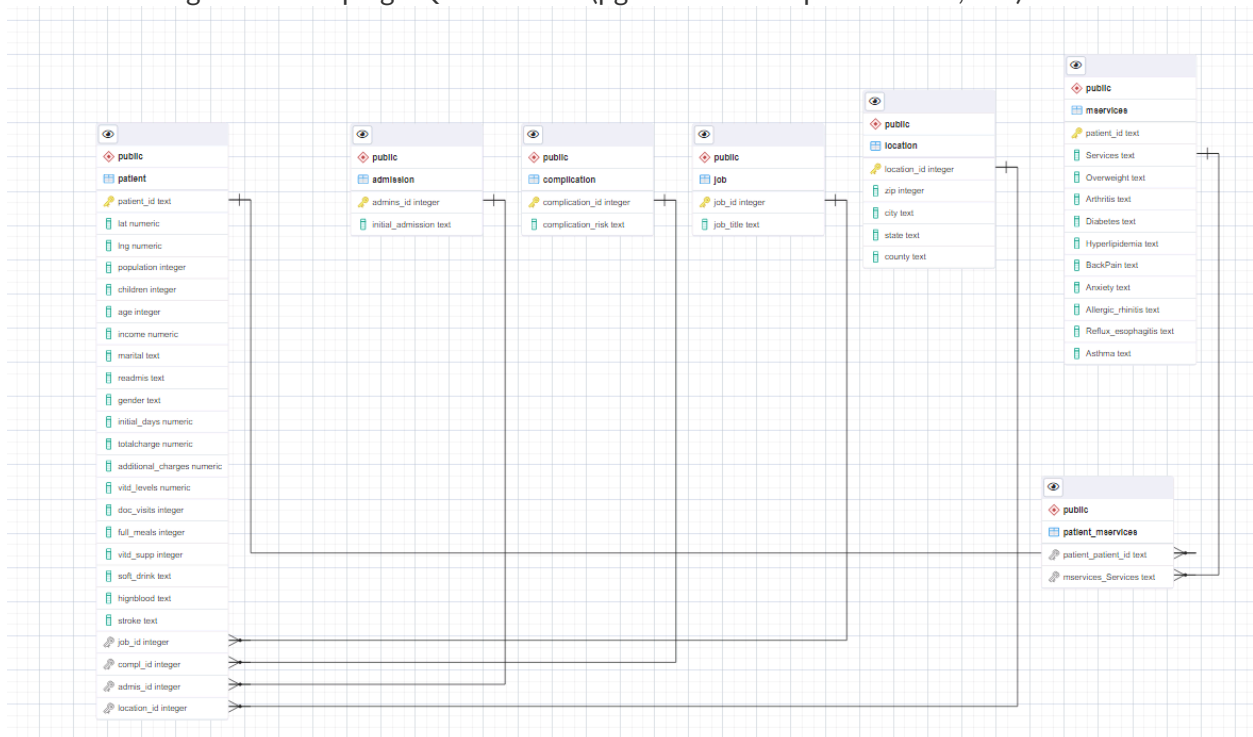 public
patient
patient_id text
lat numeric
lng numeric
population integer
children integer
age integer
income numeric
marital text
readmis text
gender text
initial_days numeric
totalcharge numeric
additional_charges numeric
vitd_levels numeric
doc_visits integer
full_meals integer
vitd_supp integer
soft_drink text
hignblood text
stroke text
job_id integer
compl_id integer
admis_id integer
location_id integer
public
admission
admins_id integer
initial_admission text
public
complication
complication_id integer
complication_risk text
public
job
job_id integer
job_title text
public
location
location_id integer
zip integer
city text
state text
county text
public
mservices
patient_id text
Services text
Overweight text
Arthritis text
Diabetes text
Hyperlipidemia text
BackPain text
Anxiety text
Allergic_rhinitis text
Reflux_esophagitis text
Asthma text
public
patient_mservices
patient_patient_id text
mservices_Services text